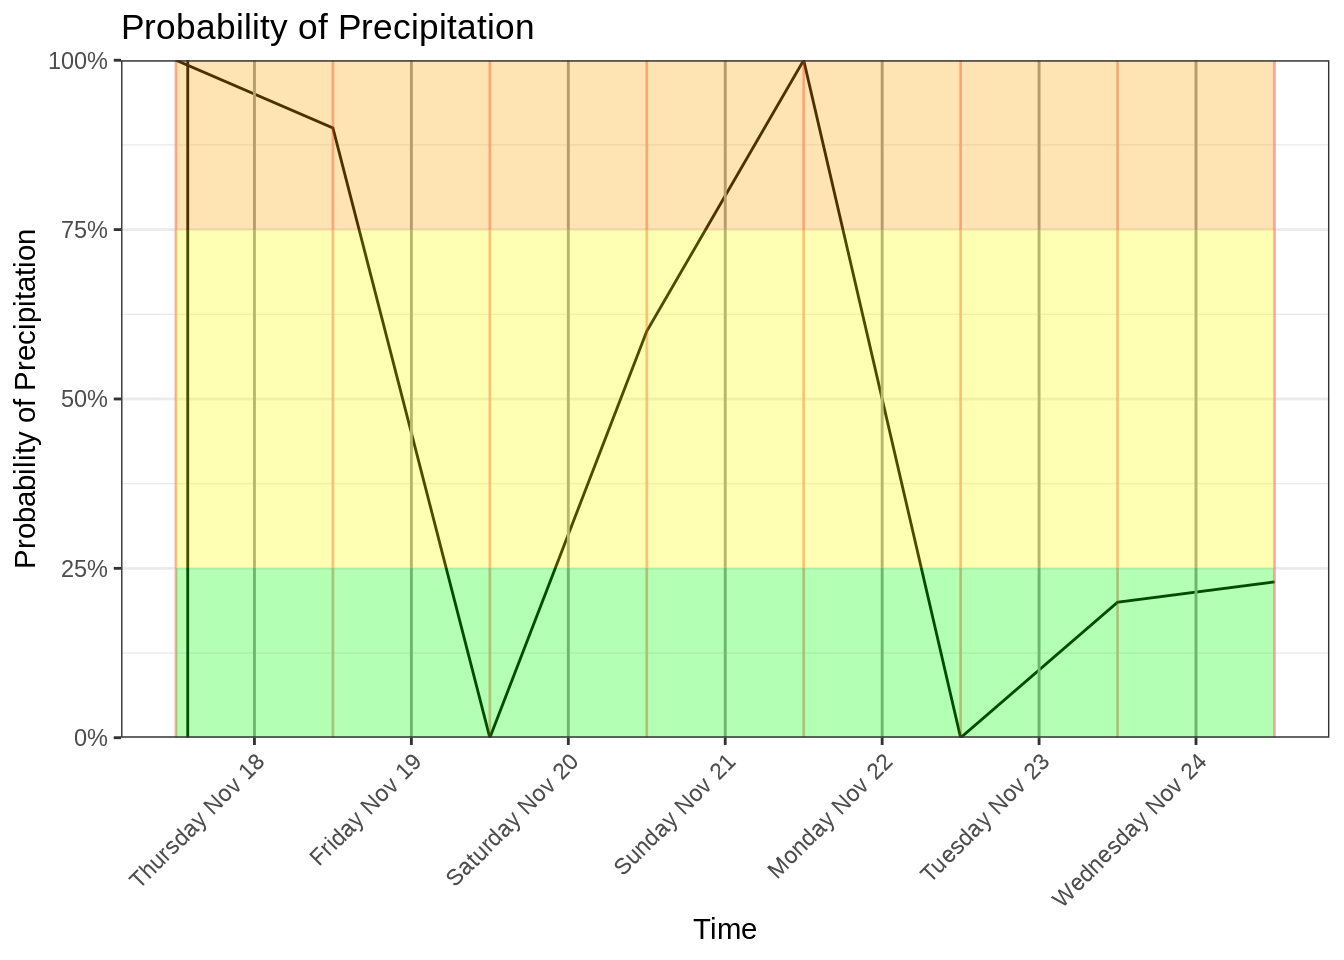 Probability of Precipitation
Probability of Precipitation
100%
75%
50%
25%
0%
Thursday Nov 18
Friday Nov 19
Saturday Nov 20
Sunday Nov 21
Monday Nov 22
Tuesday Nov 23
Wednesday Nov 24
Time